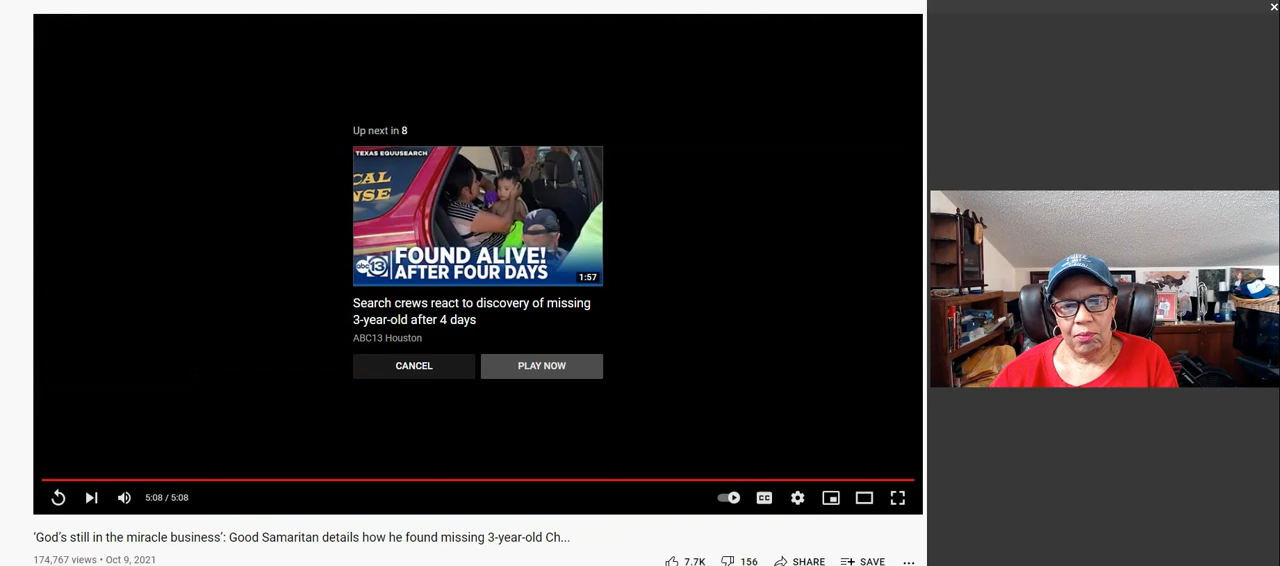 ×
Up next in 8
TEXAS EQUUSEARCH
CAL
NSE
abc13
FOUND ALIVE!
AFTER FOUR DAYS
1:57
Search crews react to discovery of missing
3-year-old after 4 days
ABC13 Houston
CANCEL
PLAY NOW
5:08 / 5:08
CC
‘God’s still in the miracle business’: Good Samaritan details how he found missing 3-year-old Ch...
174,767 views • Oct 9, 2021
7.7K
156
SHARE
SAVE
...